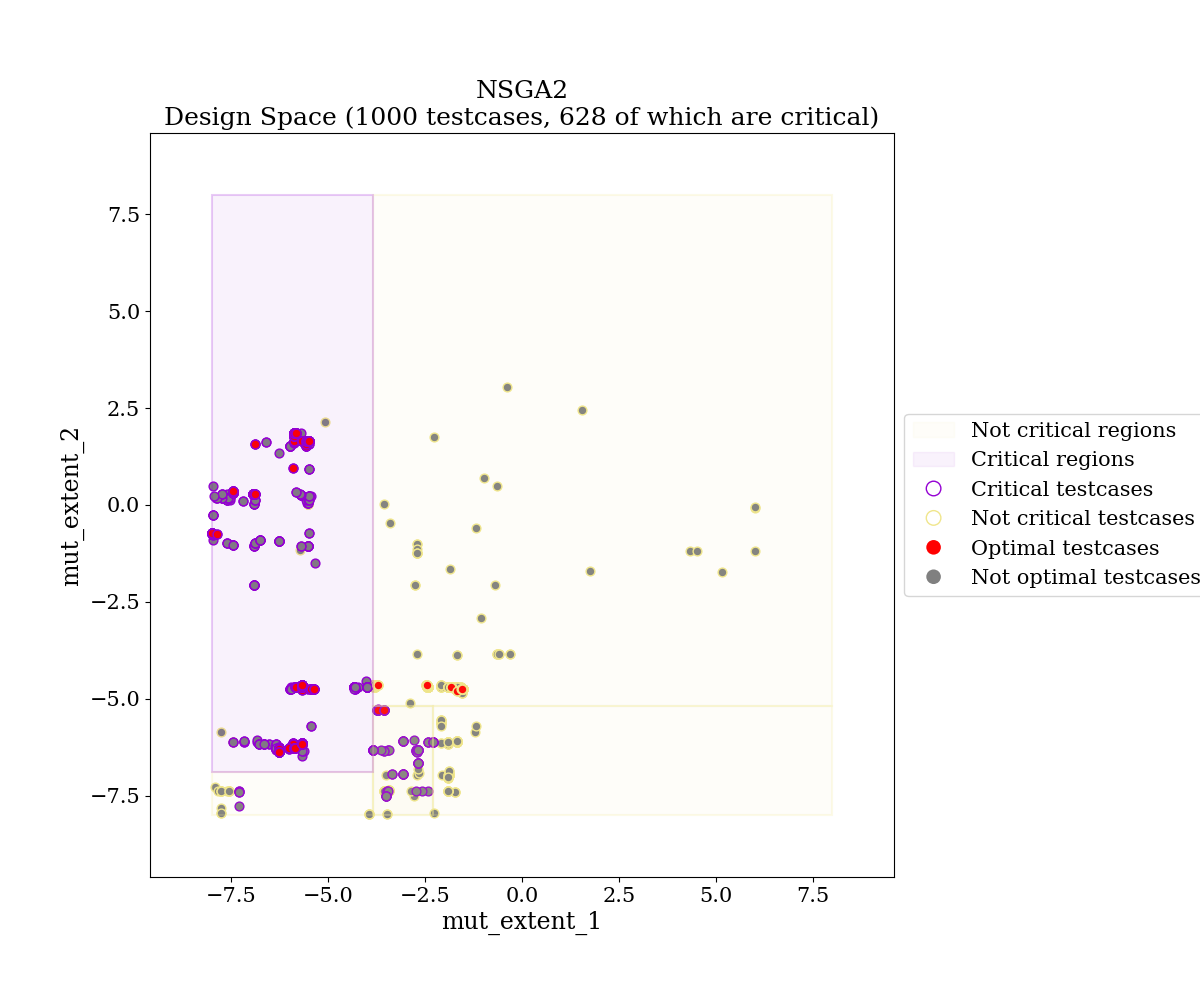 NSGA2
Design Space (1000 testcases, 628 of which are critical)
mut_extent_2
7.5
5.0
2.5
0.0
−2.5
−5.0
−7.5
−7.5 −5.0 −2.5 0.0 2.5 5.0 7.5
mut_extent_1
Not critical regions
Critical regions
Critical testcases
Not critical testcases
Optimal testcases
Not optimal testcases